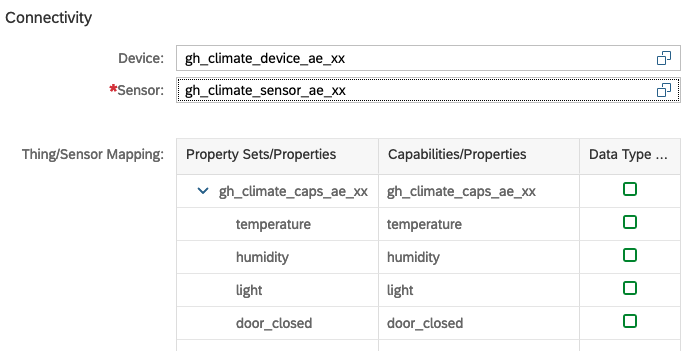 Connectivity
Device: gh_climate_device_ae_xx
*Sensor: gh_climate_sensor_ae_xx
Thing/Sensor Mapping: Property Sets/Properties Capabilities/Properties Data Type ...
gh_climate_caps_ae_xx gh_climate_caps_ae_xx
temperature temperature
humidity humidity
light light
door_closed door_closed